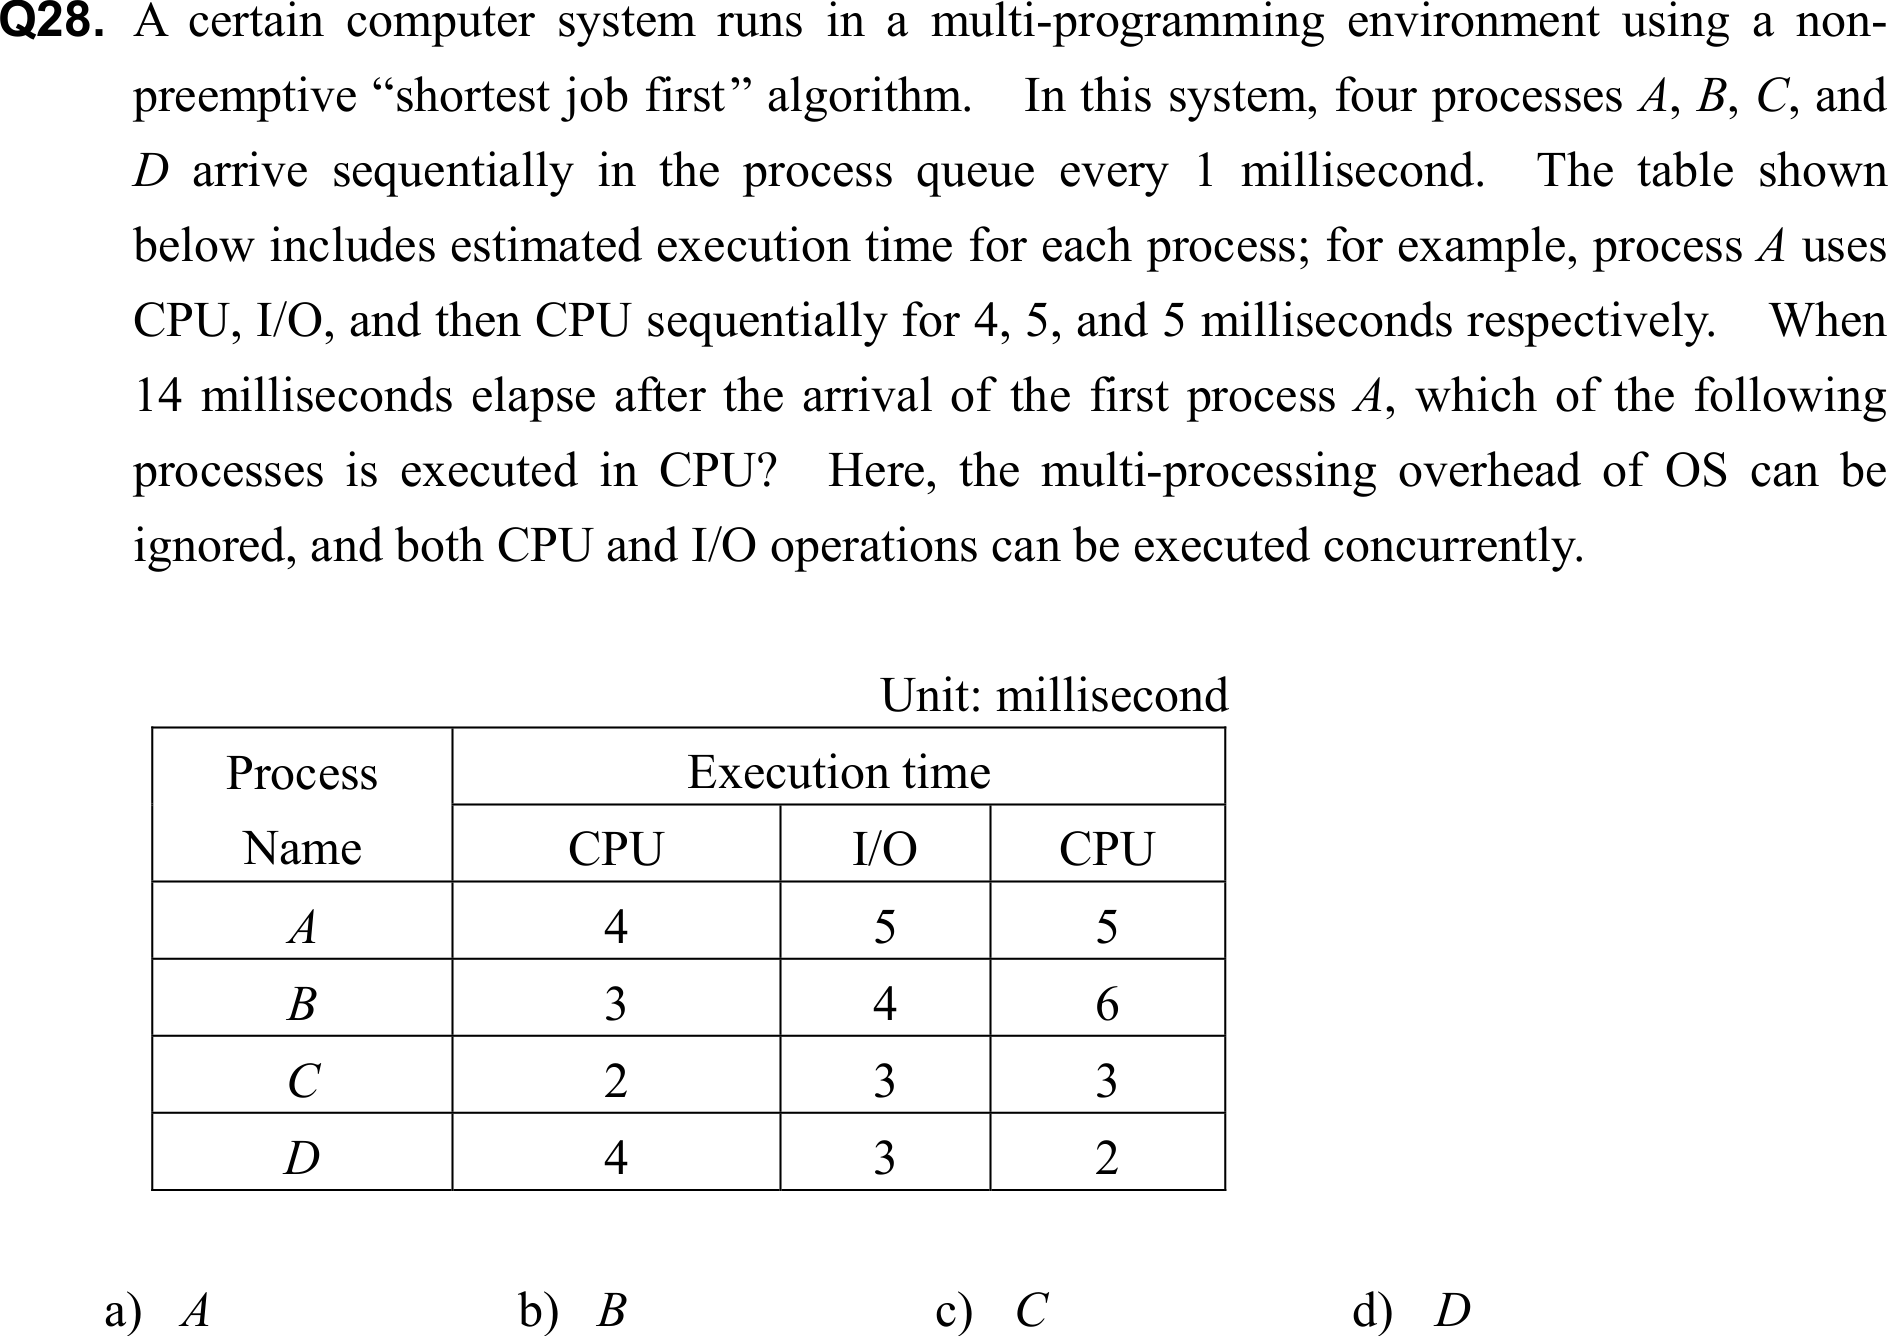 Q28. A certain computer system runs in a multi-programming environment using a non-
preemptive “shortest job first” algorithm. In this system, four processes A, B, C, and
D arrive sequentially in the process queue every 1 millisecond. The table shown
below includes estimated execution time for each process; for example, process A uses
CPU, I/O, and then CPU sequentially for 4, 5, and 5 milliseconds respectively. When
14 milliseconds elapse after the arrival of the first process A, which of the following
processes is executed in CPU? Here, the multi-processing overhead of OS can be
ignored, and both CPU and I/O operations can be executed concurrently.
Unit: millisecond
Process Name Execution time
CPU I/O CPU
A 4 5 5
B 3 4 6
C 2 3 3
D 4 3 2
a) A b) B c) C d) D